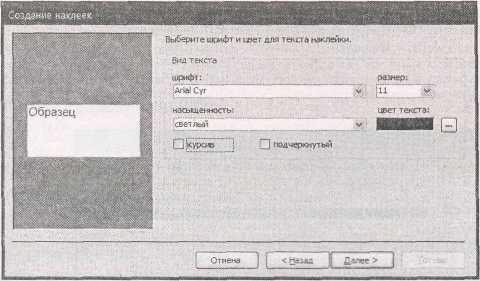 Создание наклеек
Выберите шрифт и цвет для текста наклейки.
Вид текста
шрифт:
размер:
Arial Cyr
11
Образец
насыщенность:
цвет текста:
светлый
...
курсив
подчеркнутый
Отмена
< Назад
Далее >
Готово